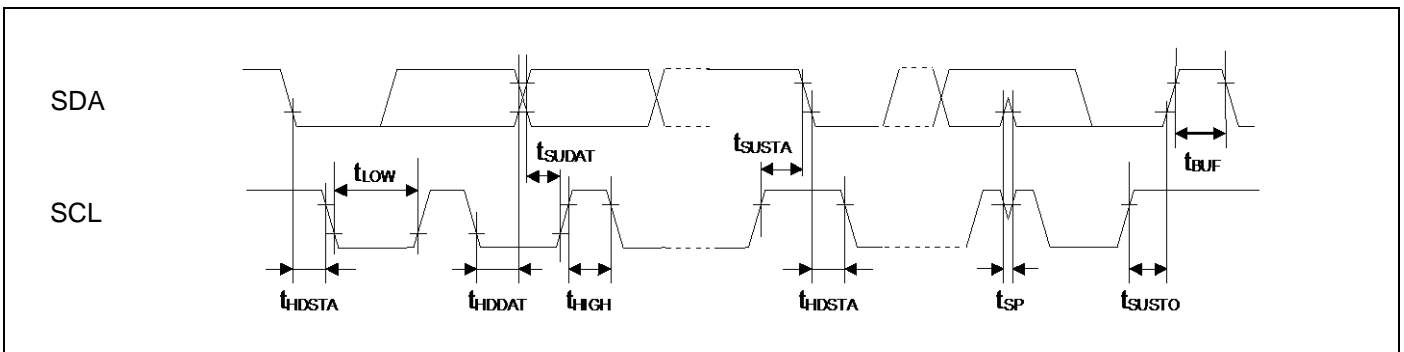 SDA
tSUDAT
tSUSTA
tLOW
tBUF
SCL
tHDSTA
tHDDAT
tHIGH
tHDSTA
tSP
tSUSTO